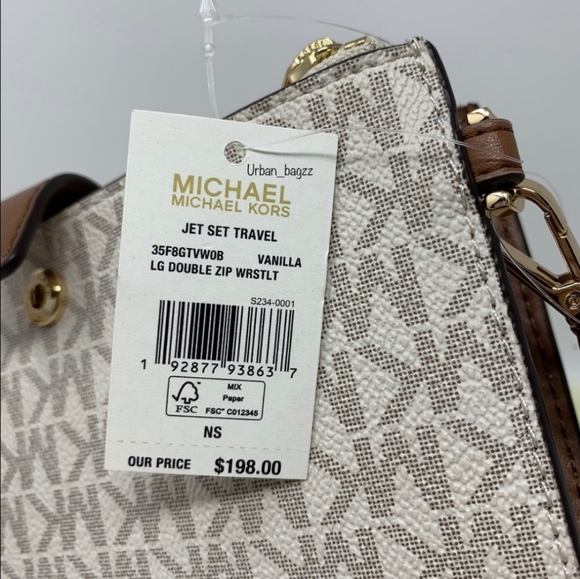 Urban_bagzz
MICHAEL
MICHAEL KORS
JET SET TRAVEL
35F8GTVW0B VANILLA
LG DOUBLE ZIP WRSTLT
S234-0001
1 92877 93863 7
FSC
MIX
Paper
FSC® C012345
NS
OUR PRICE $198.00